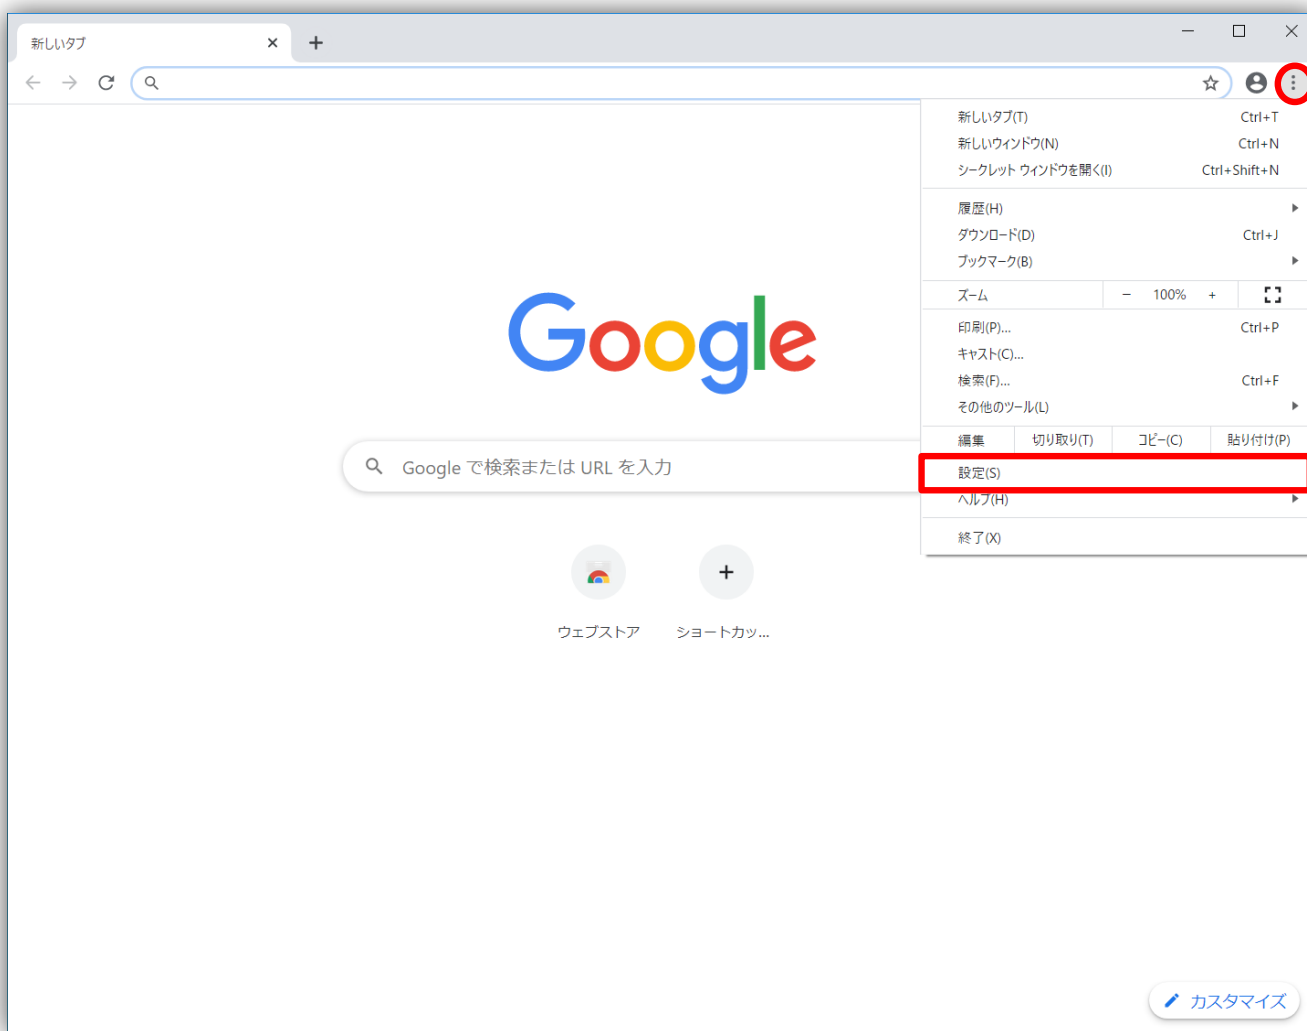 新しいタブ
新しいタブ(T) Ctrl+T
新しいウィンドウ(N) Ctrl+N
シークレット ウィンドウを開く(I) Ctrl+Shift+N
履歴(H)
ダウンロード(D) Ctrl+J
ブックマーク(B)
ズーム − 100% +
印刷(P)... Ctrl+P
キャスト(C)...
検索(F)... Ctrl+F
その他のツール(L)
編集 切り取り(T) コピー(C) 貼り付け(P)
設定(S)
ヘルプ(H)
終了(X)
Google
Google で検索または URL を入力
ウェブストア ショートカッ...
カスタマイズ